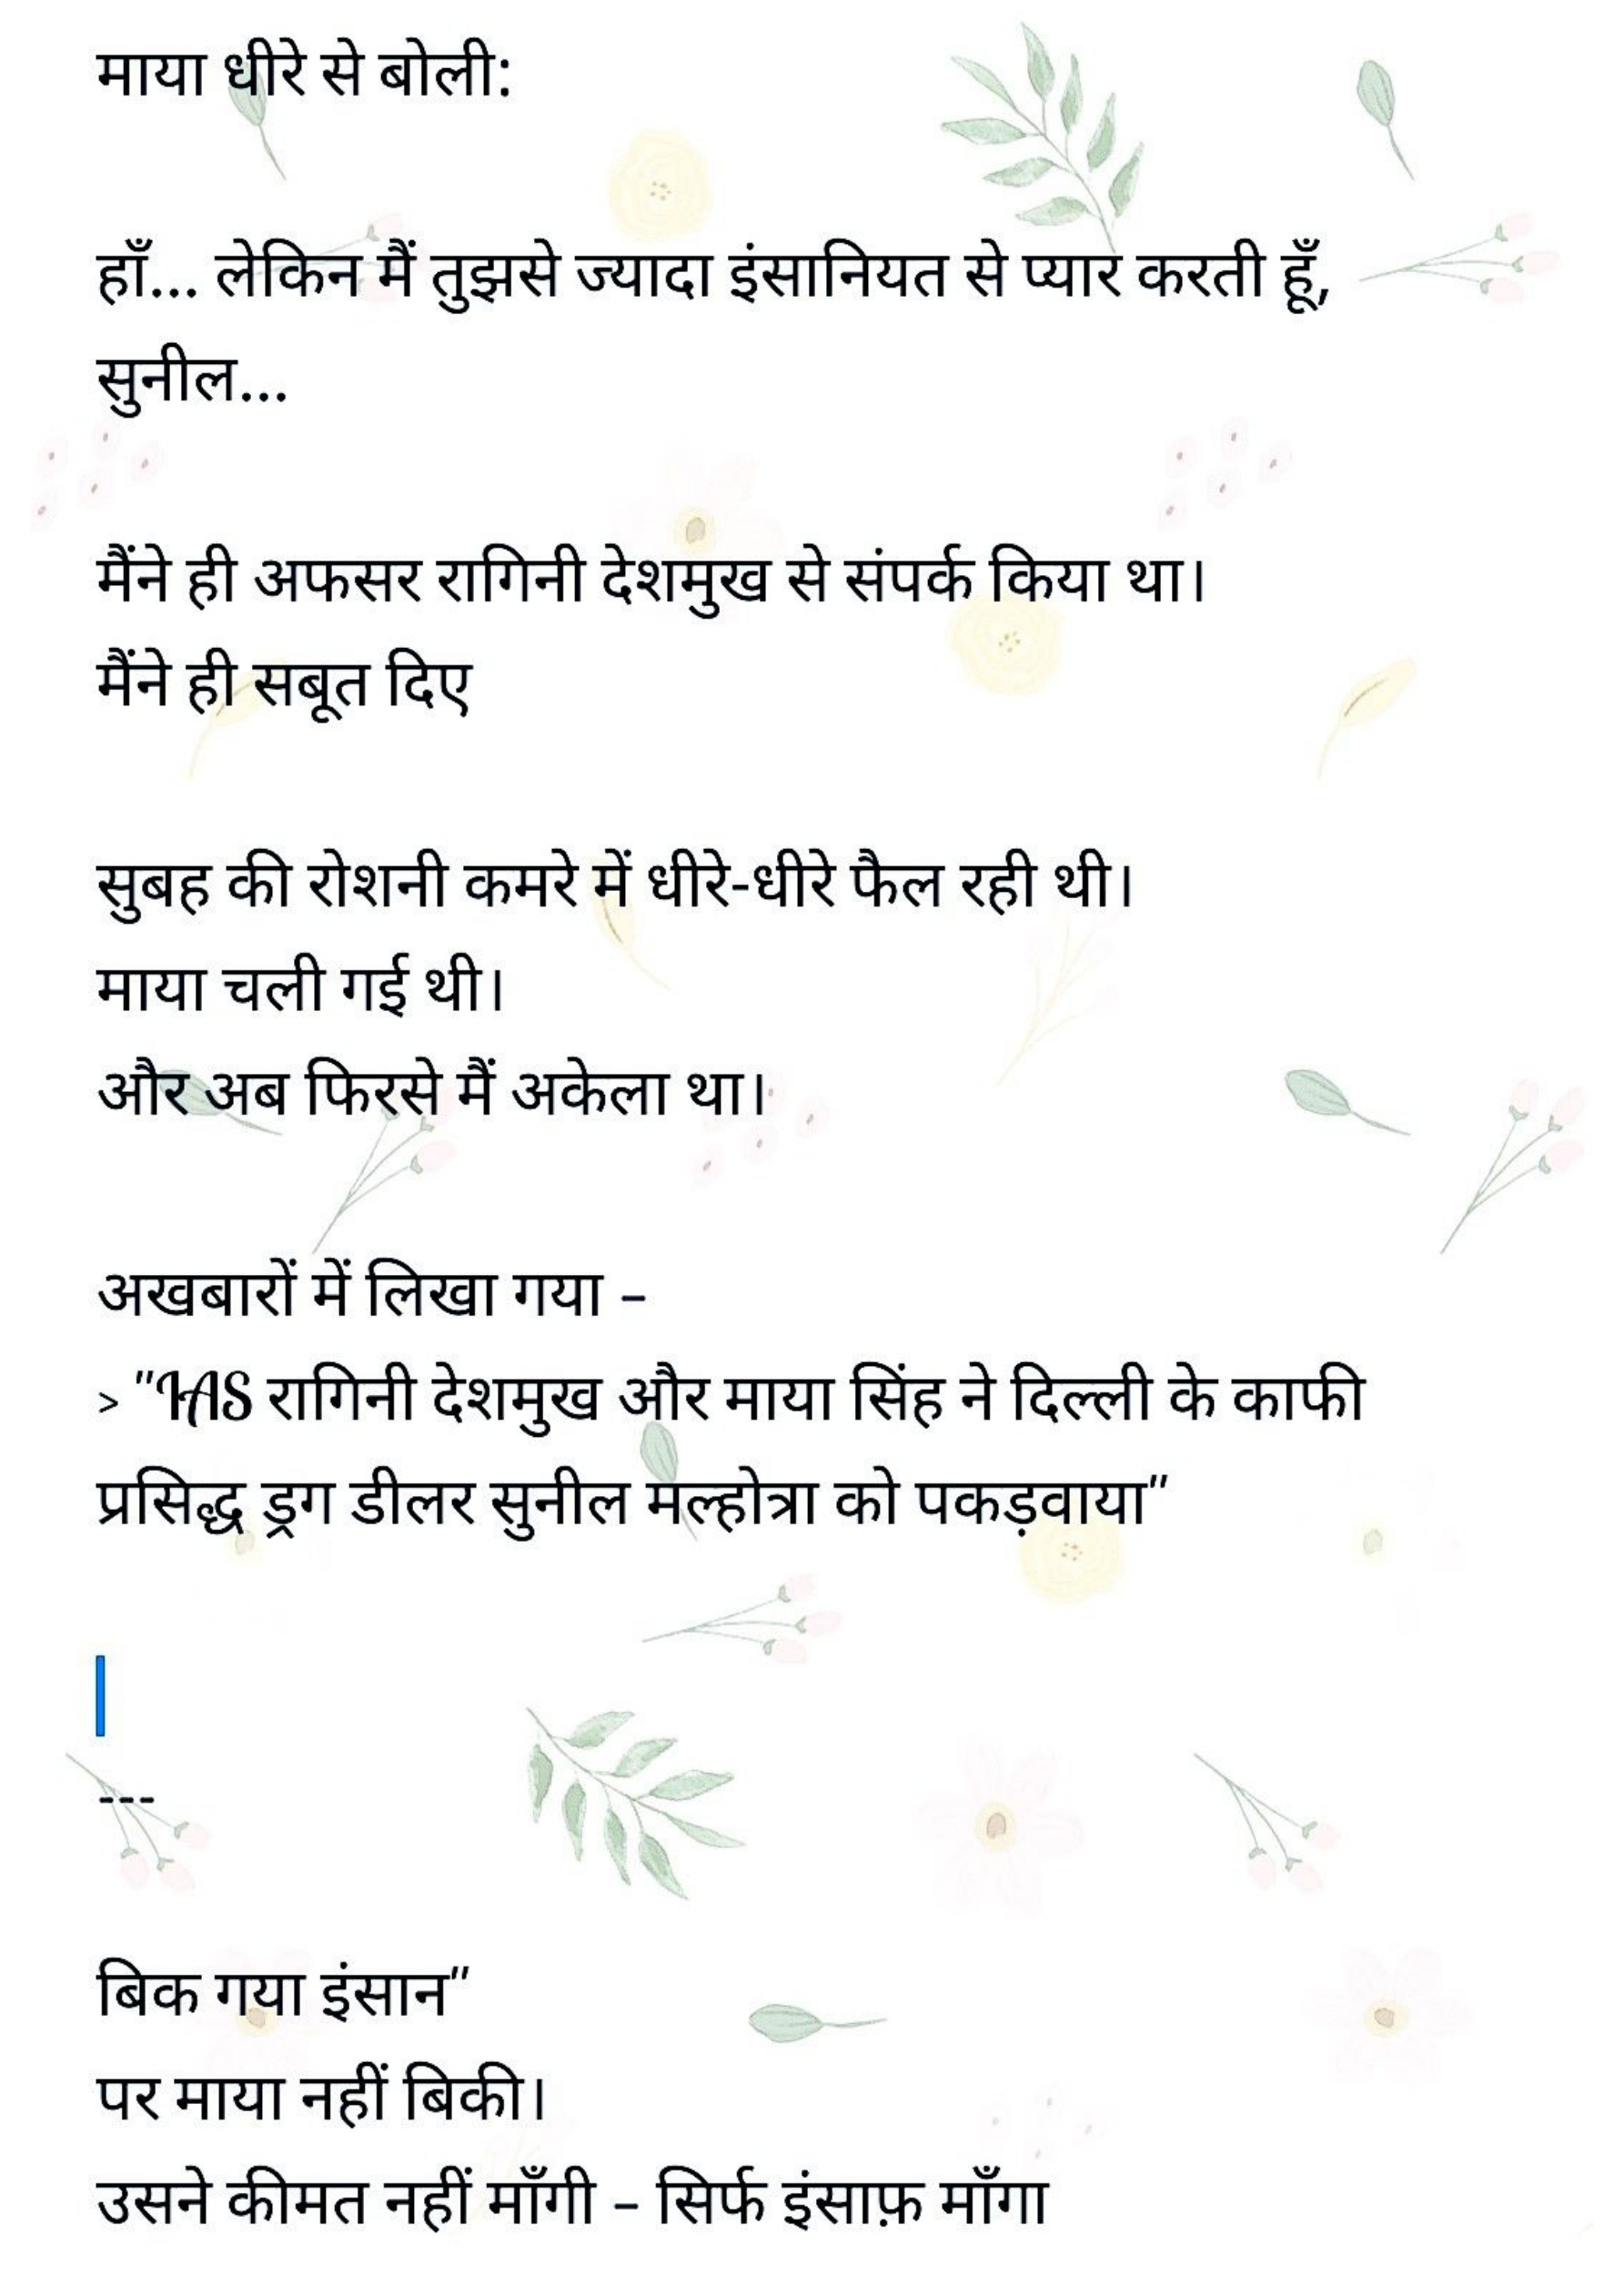 माया धीरे से बोली:
हाँ... लेकिन मैं तुझसे ज्यादा इंसानियत से प्यार करती हूँ,
सुनील...
मैंने ही अफसर रागिनी देशमुख से संपर्क किया था।
मैंने ही सबूत दिए
सुबह की रोशनी कमरे में धीरे-धीरे फैल रही थी।
माया चली गई थी।
और अब फिरसे मैं अकेला था।
अखबारों में लिखा गया –
> "IAS रागिनी देशमुख और माया सिंह ने दिल्ली के काफी
प्रसिद्ध ड्रग डीलर सुनील मल्होत्रा को पकड़वाया"
---
बिक गया इंसान"
पर माया नहीं बिकी।
उसने कीमत नहीं माँगी – सिर्फ इंसाफ़ माँगा